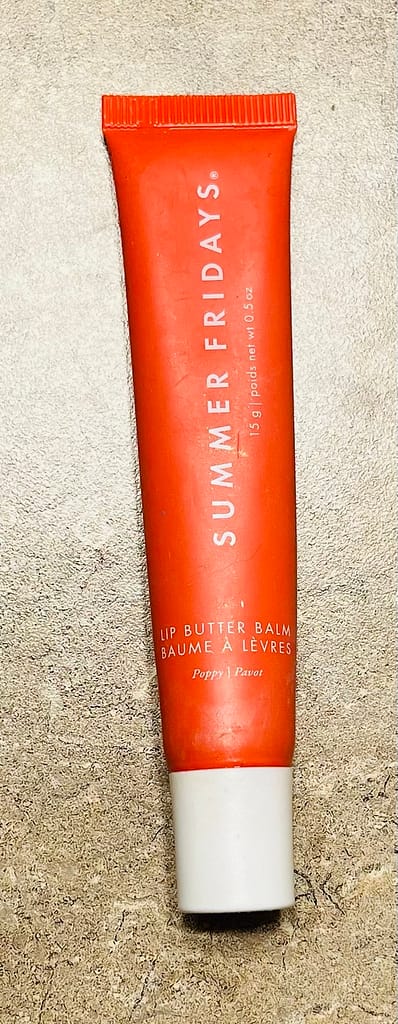 SUMMER FRIDAYS®
15 g | poids net wt 0.5 oz
LIP BUTTER BALM
BAUME À LÈVRES
Poppy | Pavot